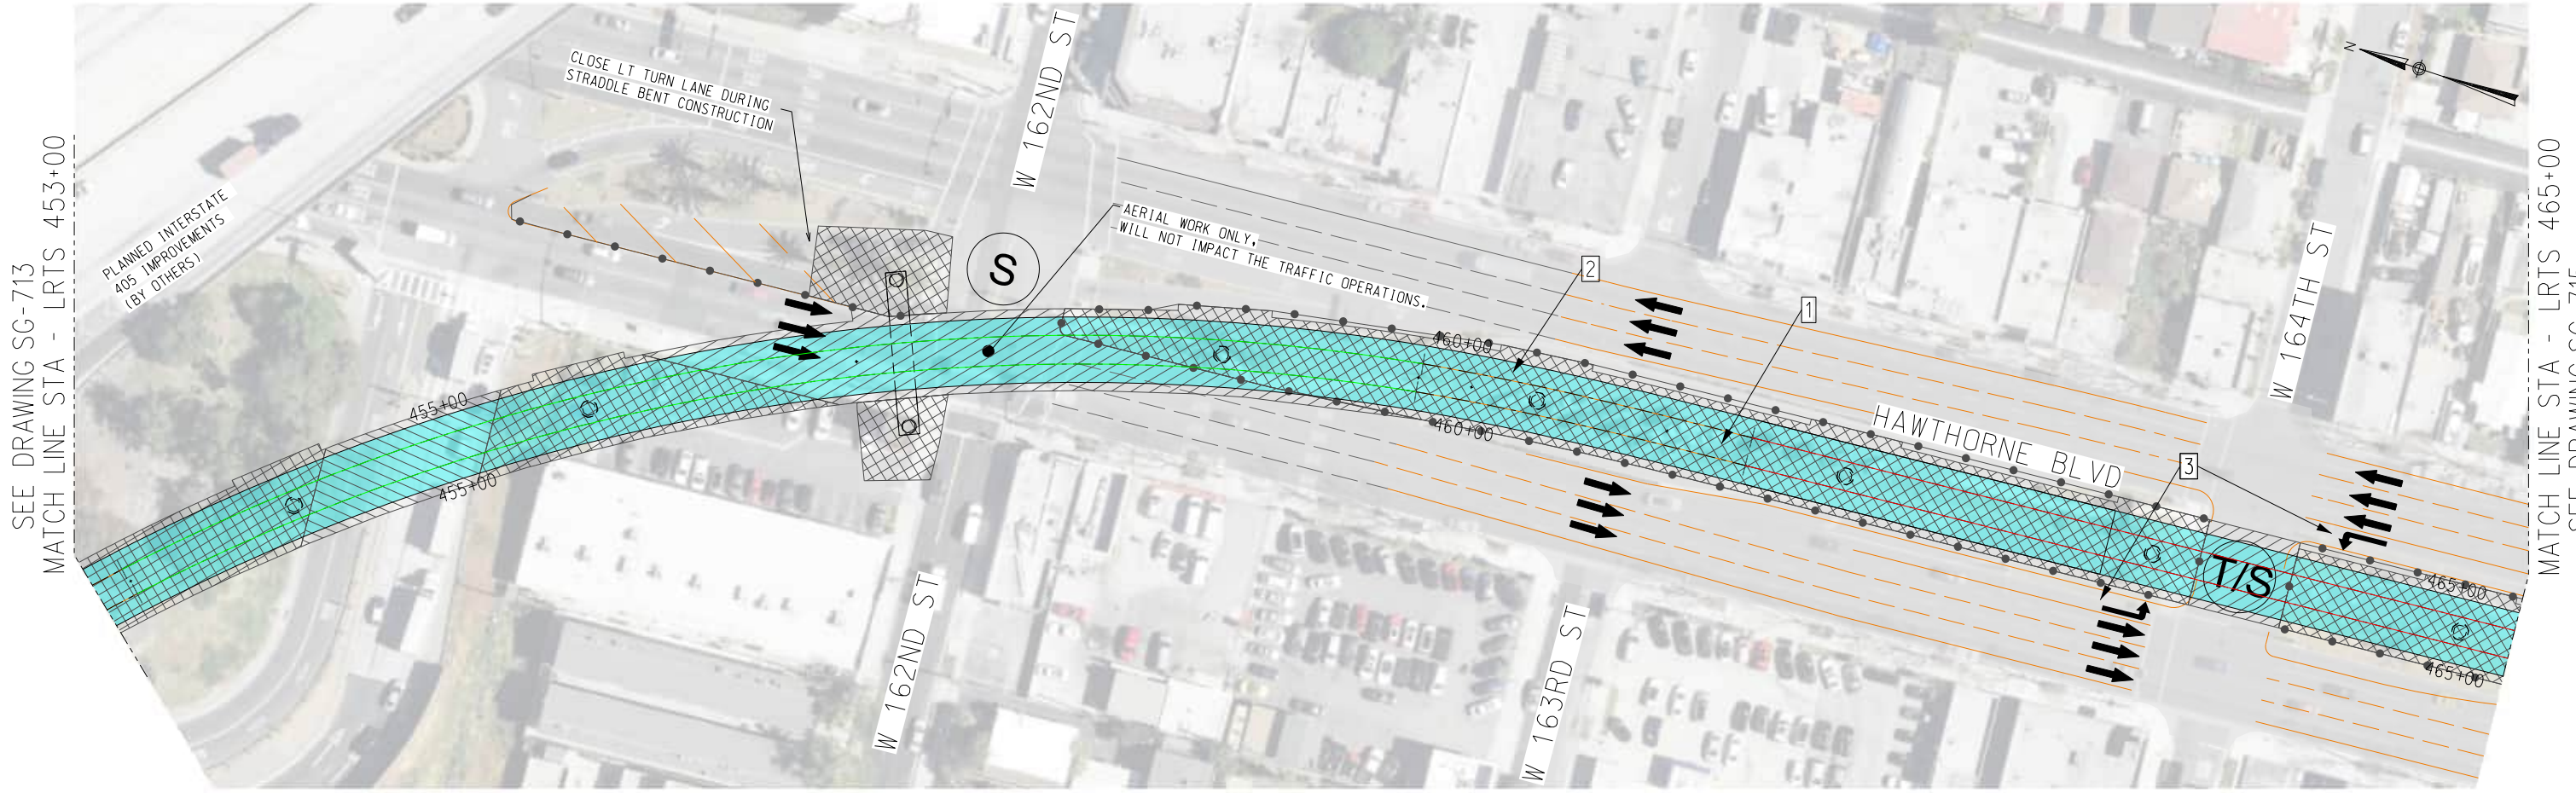 SEE DRAWING SG-713
MATCH LINE STA - LRTS 453+00
PLANNED INTERSTATE
405 IMPROVEMENTS
(BY OTHERS)
CLOSE LT TURN LANE DURING
STRADDLE BENT CONSTRUCTION
W 162ND ST
S
AERIAL WORK ONLY,
WILL NOT IMPACT THE TRAFFIC OPERATIONS.
2
1
N
W 164TH ST
455+00
455+00
460+00
460+00
HAWTHORNE BLVD
3
T/S
465+00
465+00
W 162ND ST
W 163RD ST
MATCH LINE STA - LRTS 465+00